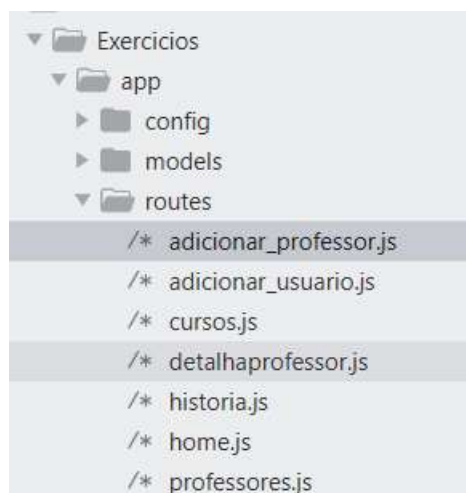 Exercicios
app
config
models
routes
/* adicionar_professor.js
/* adicionar_usuario.js
/* cursos.js
/* detalhaprofessor.js
/* historia.js
/* home.js
/* professores.js